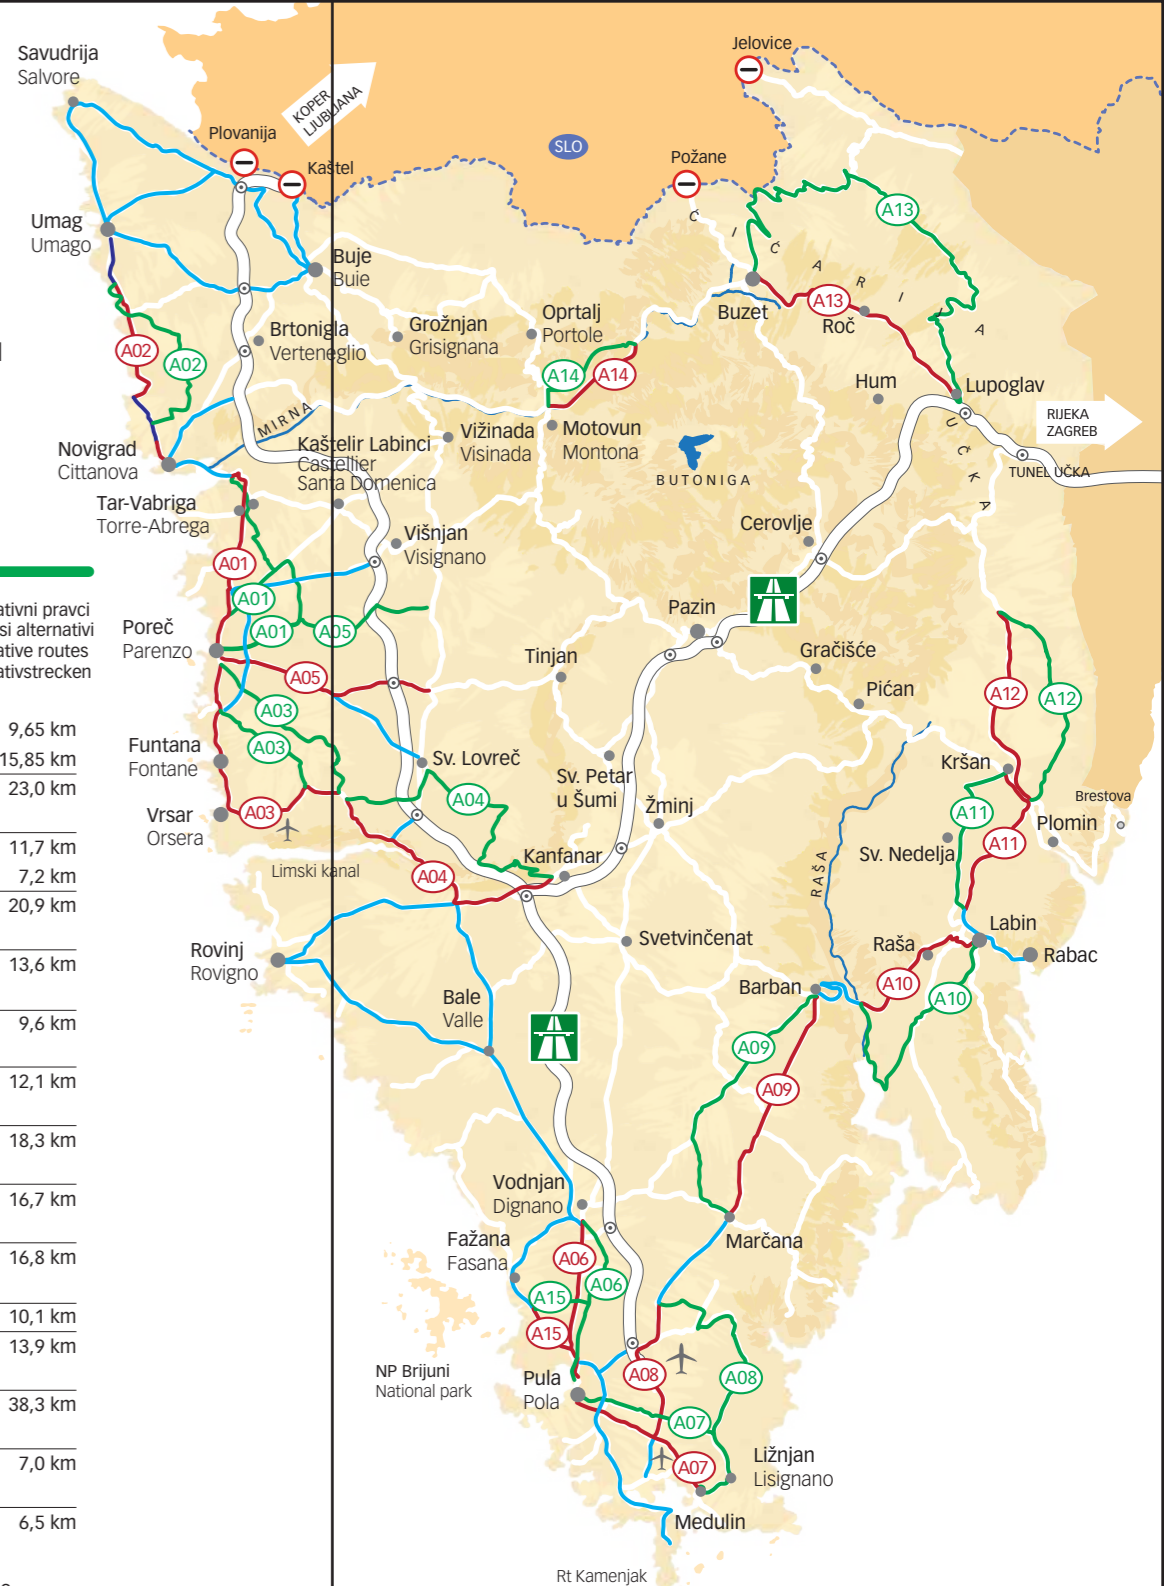 Jelovice
Savudrija
Salvore
KOPER
LJUBLJANA
Plovanija
SLO
Požane
Kaštel
ĆIĆARIJA
A13
Umag
Umago
Buje
Buie
Buzet
A13
Roč
Oprtalj
Portole
Grožnjan
Grisignana
Brtonigla
Verteneglio
A02
A02
A14
A14
Hum
Lupoglav
RIJEKA
ZAGREB
MIRNA
Novigrad
Cittanova
Kaštelir Labinci
Castellier
Santa Domenica
Vižinada
Visinada
Motovun
Montona
BUTONIGA
UČKA
TUNEL UČKA
Tar-Vabriga
Torre-Abrega
Višnjan
Visignano
Cerovlje
A01
A01
A01
A05
ativni pravci
si alternativi
ative routes
ativstrecken
Poreč
Parenzo
Pazin
Tinjan
Gračišće
Pićan
A05
A03
A03
A12
A12
9,65 km
15,85 km
23,0 km
Funtana
Fontane
Sv. Lovreč
Sv. Petar
u Šumi
Kršan
Brestova
Vrsar
Orsera
A03
A04
Žminj
A11
A11
Plomin
Sv. Nedelja
11,7 km
7,2 km
20,9 km
Limski kanal
A04
Kanfanar
RAŠA
Labin
Rabac
Raša
Svetvinčenat
13,6 km
Rovinj
Rovigno
Barban
A10
A10
Bale
Valle
9,6 km
A09
A09
12,1 km
18,3 km
Vodnjan
Dignano
16,7 km
Marčana
Fažana
Fasana
A06
A06
16,8 km
A15
A15
10,1 km
13,9 km
NP Brijuni
National park
Pula
Pola
A08
A08
38,3 km
A07
A07
Ližnjan
Lisignano
7,0 km
Medulin
6,5 km
Rt Kamenjak